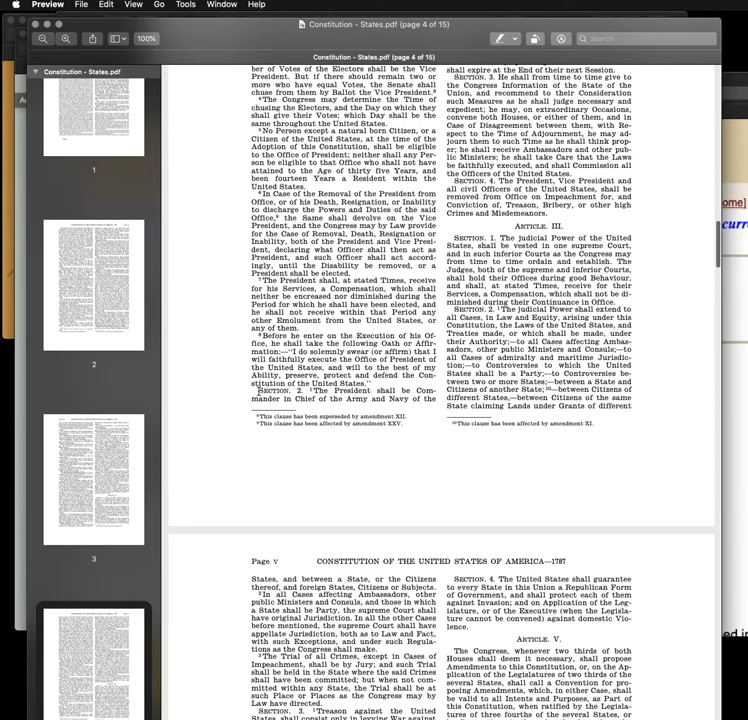 Preview File Edit View Go Tools Window Help
Constitution - States.pdf (page 4 of 15)
100%
Search
Constitution - States.pdf (page 4 of 15)
Constitution - States.pdf
1
2
3
ber of Votes of the Electors shall be the Vice
President. But if there should remain two or
more who have equal Votes, the Senate shall
chuse from them by Ballot the Vice President.8
4The Congress may determine the Time of
chusing the Electors, and the Day on which they
shall give their Votes; which Day shall be the
same throughout the United States.
5No Person except a natural born Citizen, or a
Citizen of the United States, at the time of the
Adoption of this Constitution, shall be eligible
to the Office of President; neither shall any Per-
son be eligible to that Office who shall not have
attained to the Age of thirty five Years, and
been fourteen Years a Resident within the
United States.
6In Case of the Removal of the President from
Office, or of his Death, Resignation, or Inability
to discharge the Powers and Duties of the said
Office,9 the Same shall devolve on the Vice
President, and the Congress may by Law provide
for the Case of Removal, Death, Resignation or
Inability, both of the President and Vice Presi-
dent, declaring what Officer shall then act as
President, and such Officer shall act accord-
ingly, until the Disability be removed, or a
President shall be elected.
7The President shall, at stated Times, receive
for his Services, a Compensation, which shall
neither be encreased nor diminished during the
Period for which he shall have been elected, and
he shall not receive within that Period any
other Emolument from the United States, or
any of them.
8Before he enter on the Execution of his Of-
fice, he shall take the following Oath or Affir-
mation:—"I do solemnly swear (or affirm) that I
will faithfully execute the Office of President of
the United States, and will to the best of my
Ability, preserve, protect and defend the Con-
stitution of the United States."
SECTION. 2. 1The President shall be Com-
mander in Chief of the Army and Navy of the
8This clause has been superseded by amendment XII.
9This clause has been affected by amendment XXV.
shall expire at the End of their next Session.
SECTION. 3. He shall from time to time give to
the Congress Information of the State of the
Union, and recommend to their Consideration
such Measures as he shall judge necessary and
expedient; he may, on extraordinary Occasions,
convene both Houses, or either of them, and in
Case of Disagreement between them, with Re-
spect to the Time of Adjournment, he may ad-
journ them to such Time as he shall think prop-
er; he shall receive Ambassadors and other pub-
lic Ministers; he shall take Care that the Laws
be faithfully executed, and shall Commission all
the Officers of the United States.
SECTION. 4. The President, Vice President and
all civil Officers of the United States, shall be
removed from Office on Impeachment for, and
Conviction of, Treason, Bribery, or other high
Crimes and Misdemeanors.
ARTICLE. III.
SECTION. 1. The judicial Power of the United
States, shall be vested in one supreme Court,
and in such inferior Courts as the Congress may
from time to time ordain and establish. The
Judges, both of the supreme and inferior Courts,
shall hold their Offices during good Behaviour,
and shall, at stated Times, receive for their
Services, a Compensation, which shall not be di-
minished during their Continuance in Office.
SECTION. 2. 1The judicial Power shall extend to
all Cases, in Law and Equity, arising under this
Constitution, the Laws of the United States, and
Treaties made, or which shall be made, under
their Authority;—to all Cases affecting Ambas-
sadors, other public Ministers and Consuls;—to
all Cases of admiralty and maritime Jurisdic-
tion;—to Controversies to which the United
States shall be a Party;—to Controversies be-
tween two or more States;—between a State and
Citizens of another State;10—between Citizens of
different States,—between Citizens of the same
State claiming Lands under Grants of different
10This clause has been affected by amendment XI.
Page V CONSTITUTION OF THE UNITED STATES OF AMERICA—1787
States, and between a State, or the Citizens
thereof, and foreign States, Citizens or Subjects.
2In all Cases affecting Ambassadors, other
public Ministers and Consuls, and those in which
a State shall be Party, the supreme Court shall
have original Jurisdiction. In all the other Cases
before mentioned, the supreme Court shall have
appellate Jurisdiction, both as to Law and Fact,
with such Exceptions, and under such Regula-
tions as the Congress shall make.
3The Trial of all Crimes, except in Cases of
Impeachment, shall be by Jury; and such Trial
shall be held in the State where the said Crimes
shall have been committed; but when not com-
mitted within any State, the Trial shall be at
such Place or Places as the Congress may by
Law have directed.
SECTION. 3. 1Treason against the United
States, shall consist only in levying War against
SECTION. 4. The United States shall guarantee
to every State in this Union a Republican Form
of Government, and shall protect each of them
against Invasion; and on Application of the Leg-
islature, or of the Executive (when the Legisla-
ture cannot be convened) against domestic Vio-
lence.
ARTICLE. V.
The Congress, whenever two thirds of both
Houses shall deem it necessary, shall propose
Amendments to this Constitution, or, on the Ap-
plication of the Legislatures of two thirds of the
several States, shall call a Convention for pro-
posing Amendments, which, in either Case, shall
be valid to all Intents and Purposes, as Part of
this Constitution, when ratified by the Legisla-
tures of three fourths of the several States, or
ome]
curre
ed in